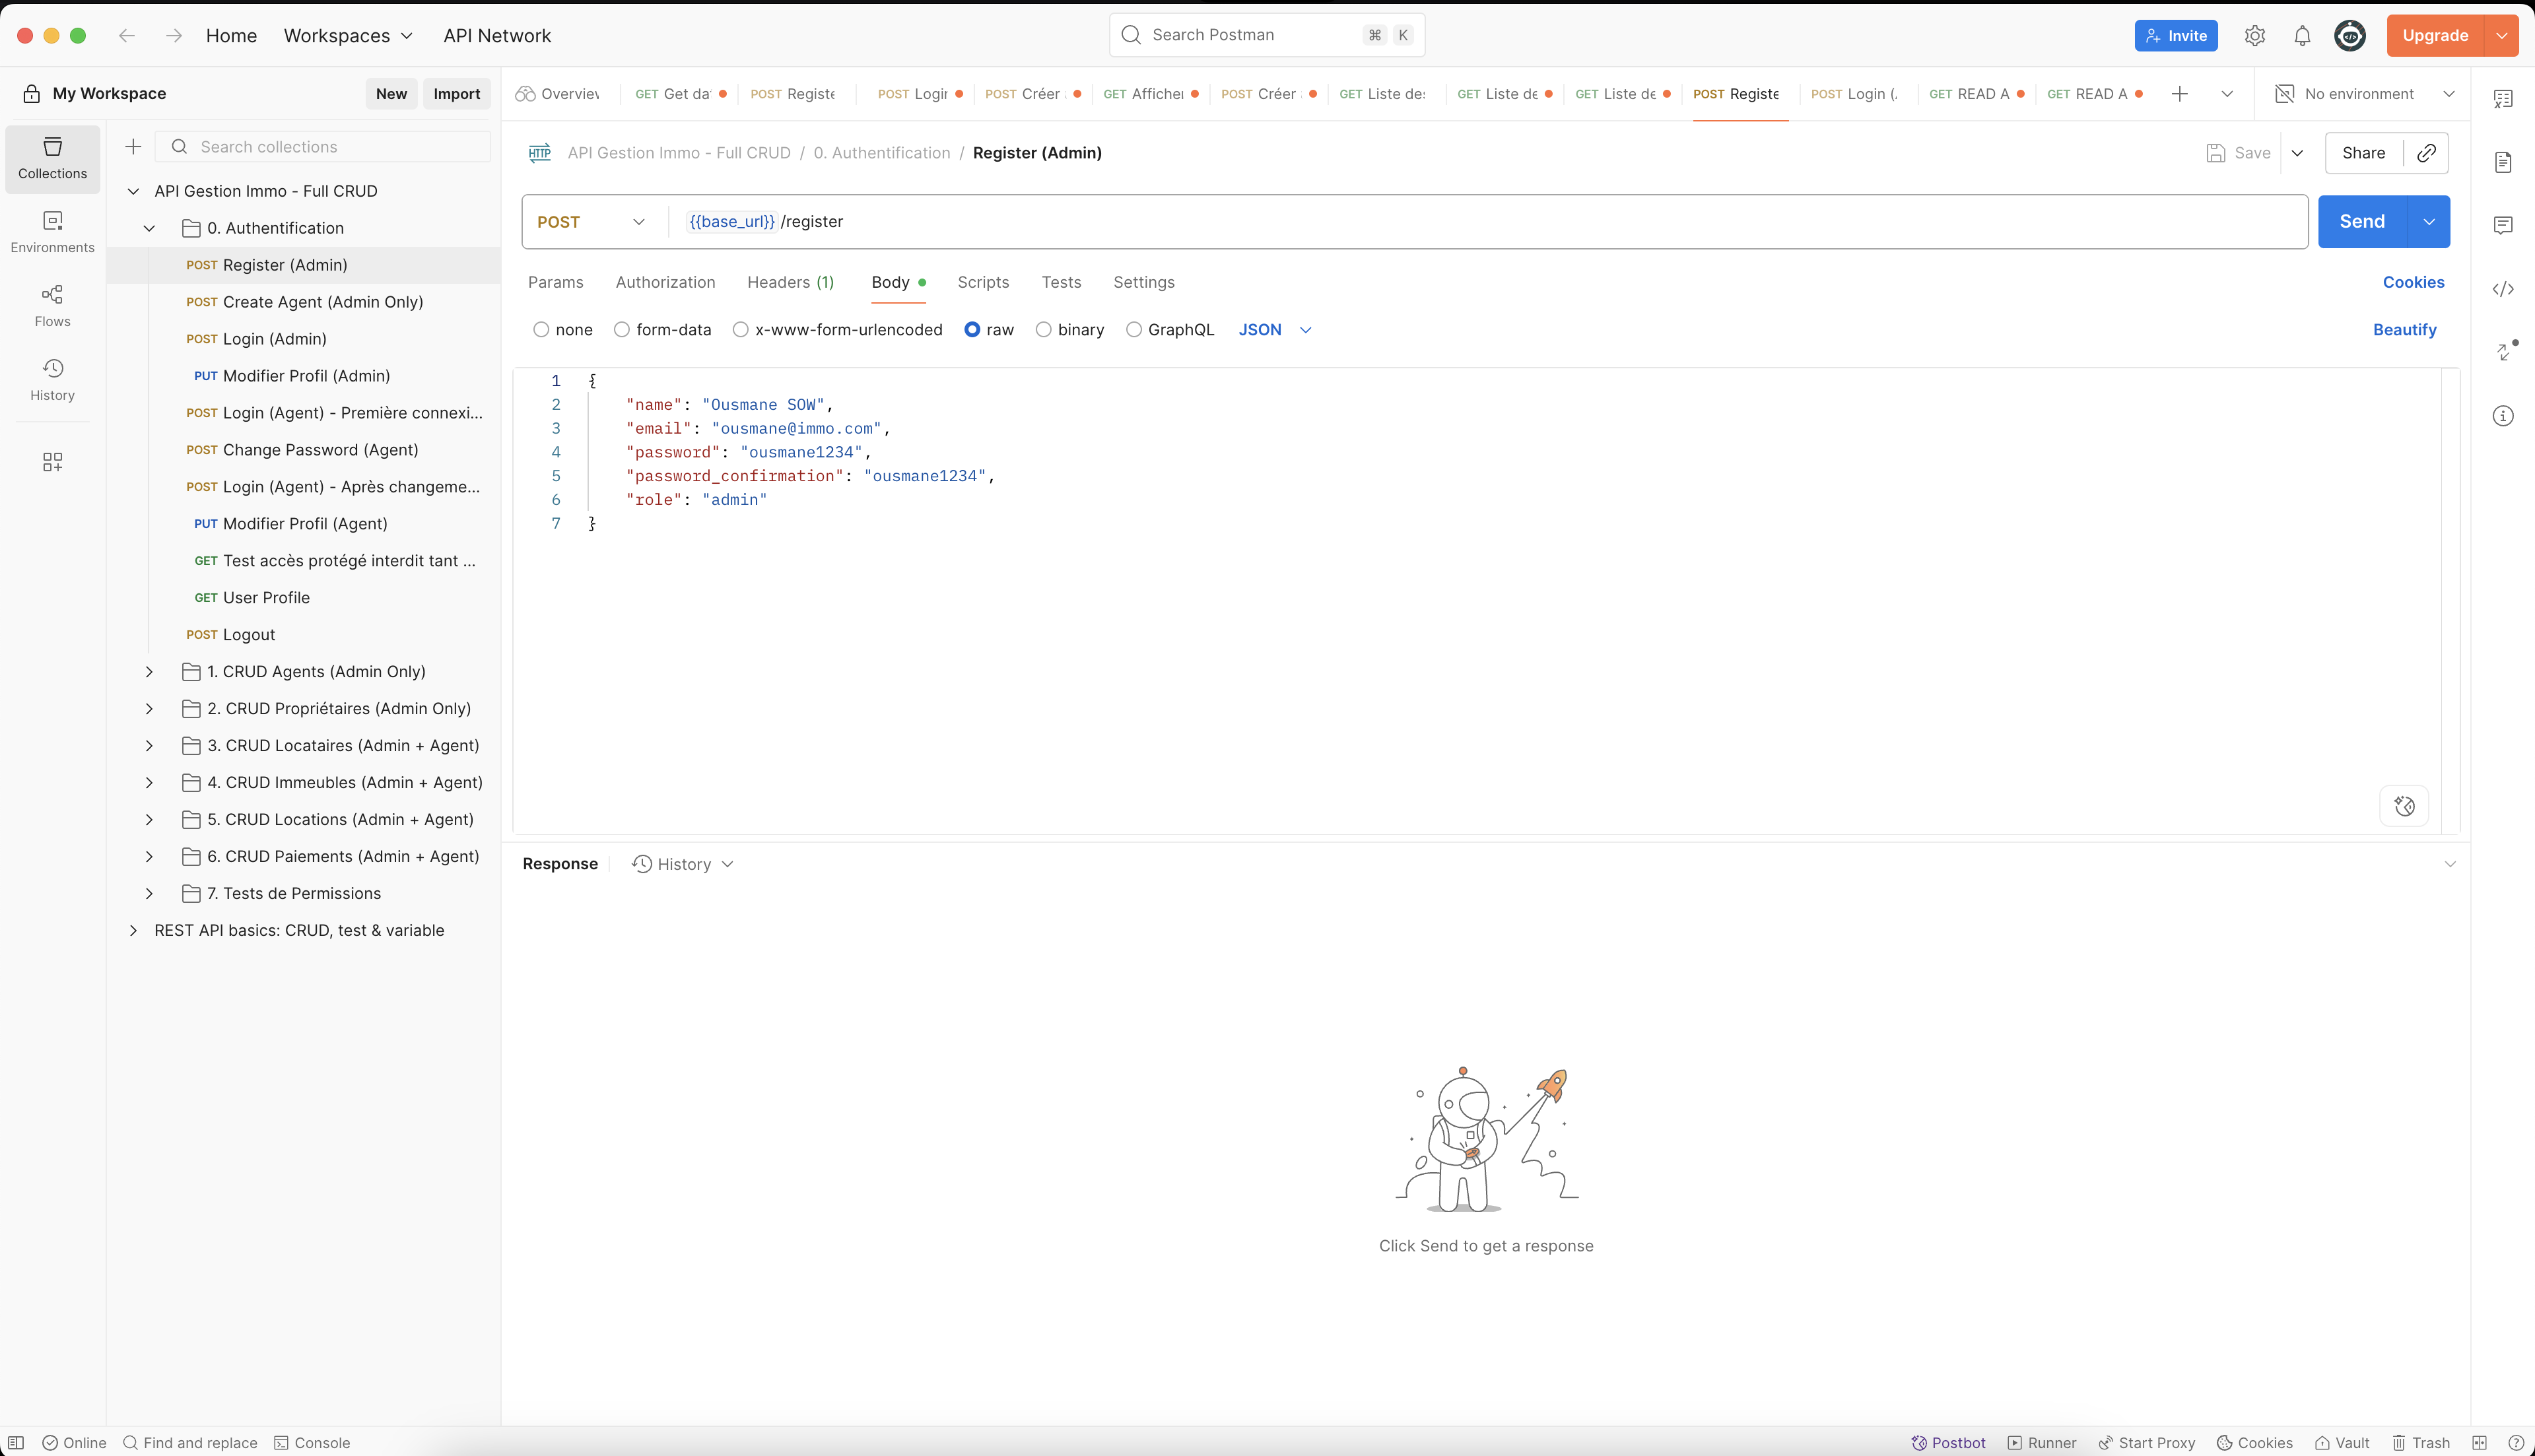 Home
Workspaces
API Network
Search Postman
⌘ K
Invite
Upgrade
My Workspace
New
Import
Overview
GET Get da
POST Registe
POST Login
POST Créer
GET Afficher
POST Créer
GET Liste des
GET Liste de
GET Liste de
POST Registe
POST Login (
GET READ A
GET READ A
No environment
Collections
Environments
Flows
History
Search collections
API Gestion Immo - Full CRUD
0. Authentification
POST Register (Admin)
POST Create Agent (Admin Only)
POST Login (Admin)
PUT Modifier Profil (Admin)
POST Login (Agent) - Première connexi...
POST Change Password (Agent)
POST Login (Agent) - Après changeme...
PUT Modifier Profil (Agent)
GET Test accès protégé interdit tant ...
GET User Profile
POST Logout
1. CRUD Agents (Admin Only)
2. CRUD Propriétaires (Admin Only)
3. CRUD Locataires (Admin + Agent)
4. CRUD Immeubles (Admin + Agent)
5. CRUD Locations (Admin + Agent)
6. CRUD Paiements (Admin + Agent)
7. Tests de Permissions
REST API basics: CRUD, test & variable
HTTP API Gestion Immo - Full CRUD / 0. Authentification / Register (Admin)
Save
Share
POST
{{base_url}} /register
Send
Params
Authorization
Headers (1)
Body
Scripts
Tests
Settings
Cookies
none
form-data
x-www-form-urlencoded
raw
binary
GraphQL
JSON
Beautify
1 {
2 "name": "Ousmane SOW",
3 "email": "ousmane@immo.com",
4 "password": "ousmane1234",
5 "password_confirmation": "ousmane1234",
6 "role": "admin"
7 }
Response
History
Click Send to get a response
Online
Find and replace
Console
Postbot
Runner
Start Proxy
Cookies
Vault
Trash